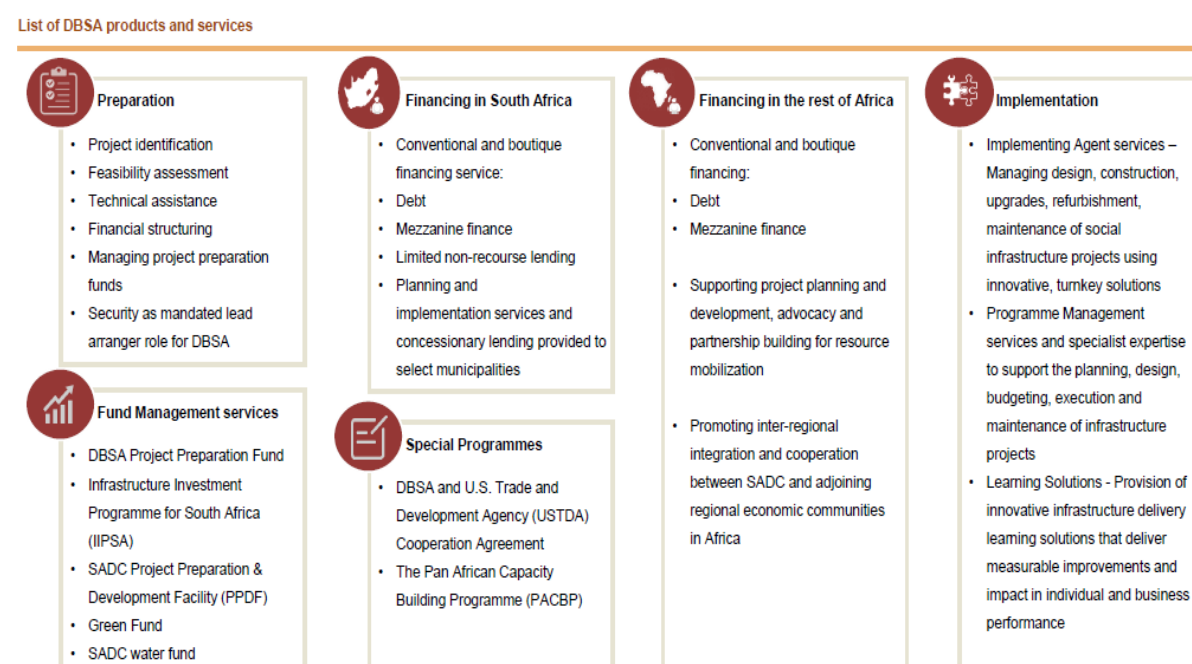 List of DBSA products and services
Preparation
• Project identification
• Feasibility assessment
• Technical assistance
• Financial structuring
• Managing project preparation
funds
• Security as mandated lead
arranger role for DBSA
Fund Management services
• DBSA Project Preparation Fund
• Infrastructure Investment
Programme for South Africa
(IIPSA)
• SADC Project Preparation &
Development Facility (PPDF)
• Green Fund
• SADC water fund
Financing in South Africa
• Conventional and boutique
financing service:
• Debt
• Mezzanine finance
• Limited non-recourse lending
• Planning and
implementation services and
concessionary lending provided to
select municipalities
Special Programmes
• DBSA and U.S. Trade and
Development Agency (USTDA)
Cooperation Agreement
• The Pan African Capacity
Building Programme (PACBP)
Financing in the rest of Africa
• Conventional and boutique
financing:
• Debt
• Mezzanine finance
• Supporting project planning and
development, advocacy and
partnership building for resource
mobilization
• Promoting inter-regional
integration and cooperation
between SADC and adjoining
regional economic communities
in Africa
Implementation
• Implementing Agent services –
Managing design, construction,
upgrades, refurbishment,
maintenance of social
infrastructure projects using
innovative, turnkey solutions
• Programme Management
services and specialist expertise
to support the planning, design,
budgeting, execution and
maintenance of infrastructure
projects
• Learning Solutions - Provision of
innovative infrastructure delivery
learning solutions that deliver
measurable improvements and
impact in individual and business
performance